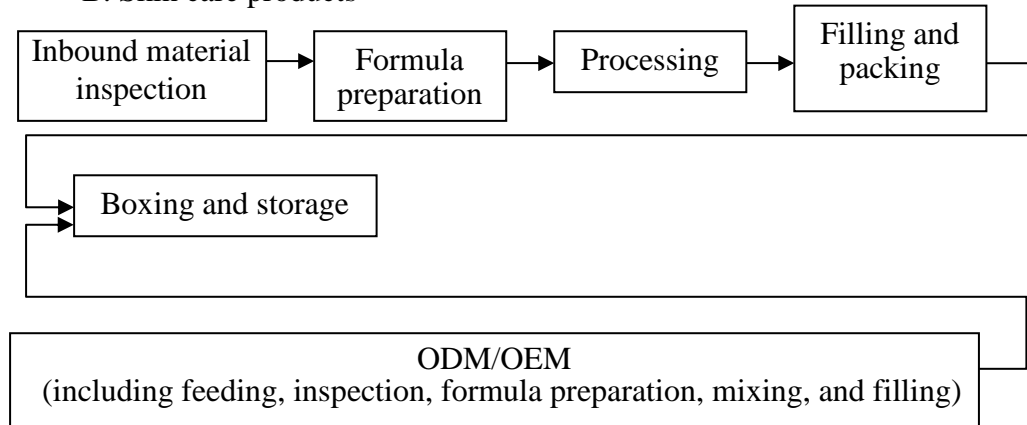 Inbound material
inspection
Formula
preparation
Processing
Filling and
packing
Boxing and storage
ODM/OEM
(including feeding, inspection, formula preparation, mixing, and filling)